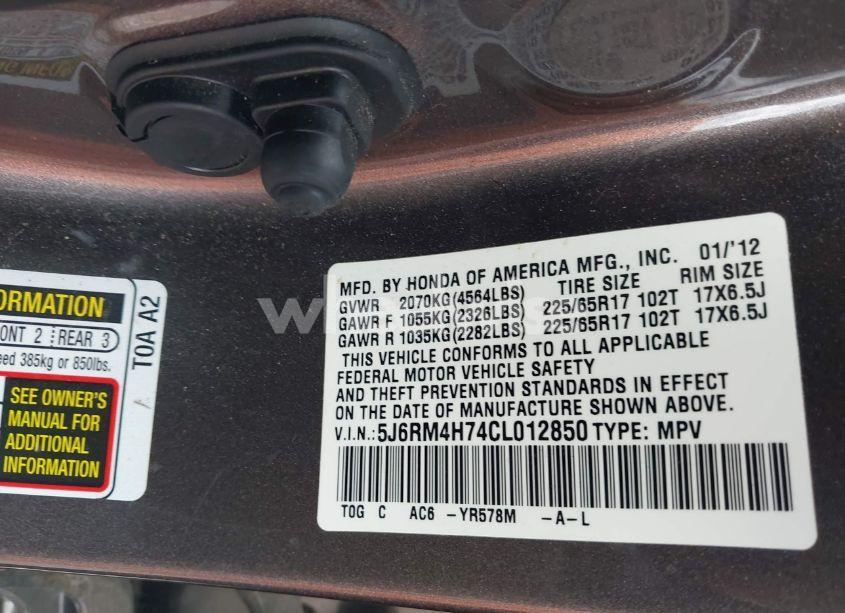 MFD. BY HONDA OF AMERICA MFG., INC. 01/'12
GVWR 2070KG(4564LBS) TIRE SIZE RIM SIZE
GAWR F 1055KG(2326LBS) 225/65R17 102T 17X6.5J
GAWR R 1035KG(2282LBS) 225/65R17 102T 17X6.5J
THIS VEHICLE CONFORMS TO ALL APPLICABLE
FEDERAL MOTOR VEHICLE SAFETY
AND THEFT PREVENTION STANDARDS IN EFFECT
ON THE DATE OF MANUFACTURE SHOWN ABOVE.
V.I.N.: 5J6RM4H74CL012850 TYPE: MPV
TOG C AC6 -YR578M -A-L
ORMATION
ONT 2 REAR 3
eed 385kg or 850lbs.
SEE OWNER'S
MANUAL FOR
ADDITIONAL
INFORMATION
T0A A2